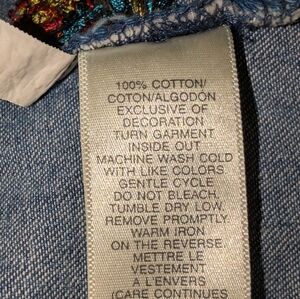 100% COTTON/
COTON/ALGODON
EXCLUSIVE OF
DECORATION
TURN GARMENT
INSIDE OUT
MACHINE WASH COLD
WITH LIKE COLORS
GENTLE CYCLE
DO NOT BLEACH,
TUMBLE DRY LOW,
REMOVE PROMPTLY
WARM IRON
ON THE REVERSE.
METTRE LE
VESTEMENT
A L'ENVERS
(CARE CONTINUES